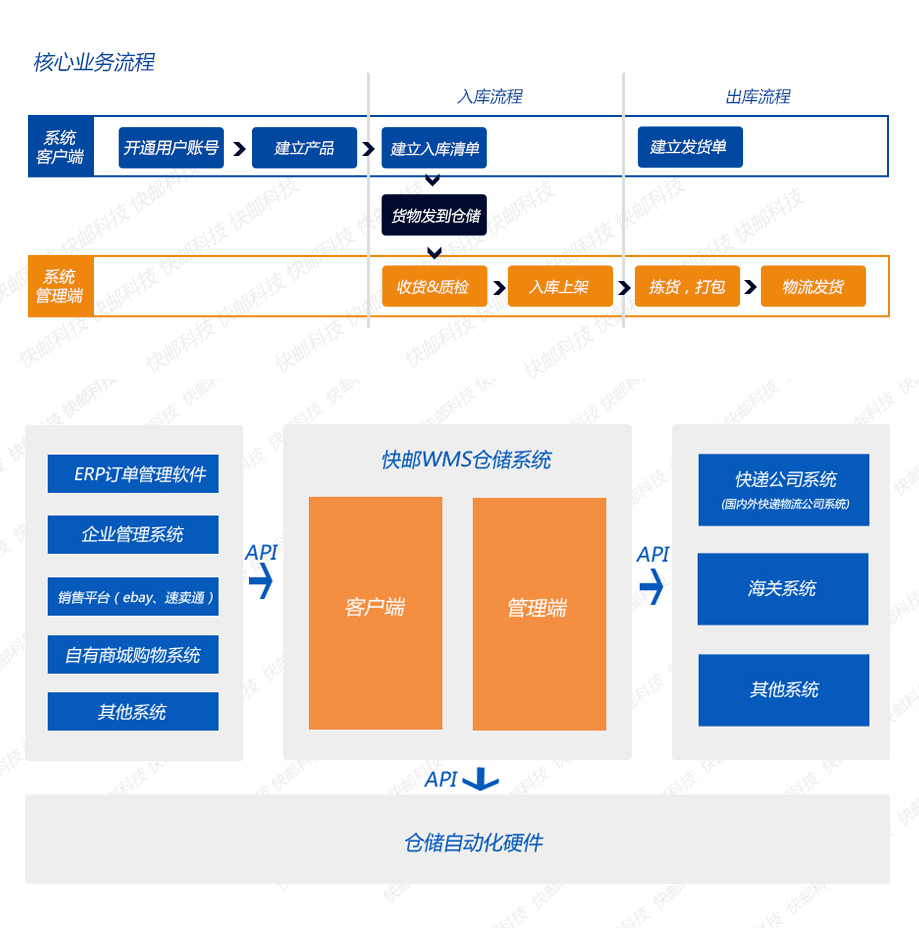 核心业务流程
入库流程
出库流程
系统
客户端
开通用户账号
建立产品
建立入库清单
建立发货单
货物发到仓储
系统
管理端
收货&质检
入库上架
拣货，打包
物流发货
ERP订单管理软件
企业管理系统
销售平台（ebay、速卖通）
自有商城购物系统
其他系统
API
快邮WMS仓储系统
客户端
管理端
API
快递公司系统
(国内外快递物流公司系统)
海关系统
其他系统
API
仓储自动化硬件
快邮科技